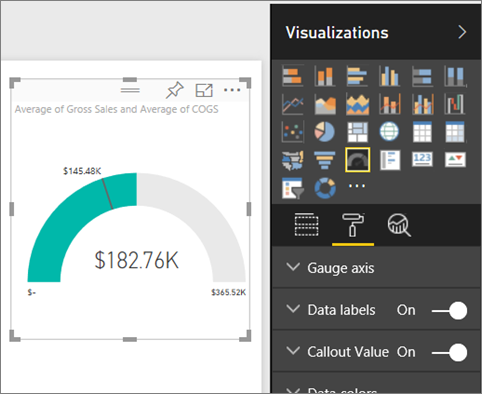 Visualizations
Average of Gross Sales and Average of COGS
$145.48K
$182.76K
$-
$365.52K
123
Gauge axis
Data labels On
Callout Value On
Data colors